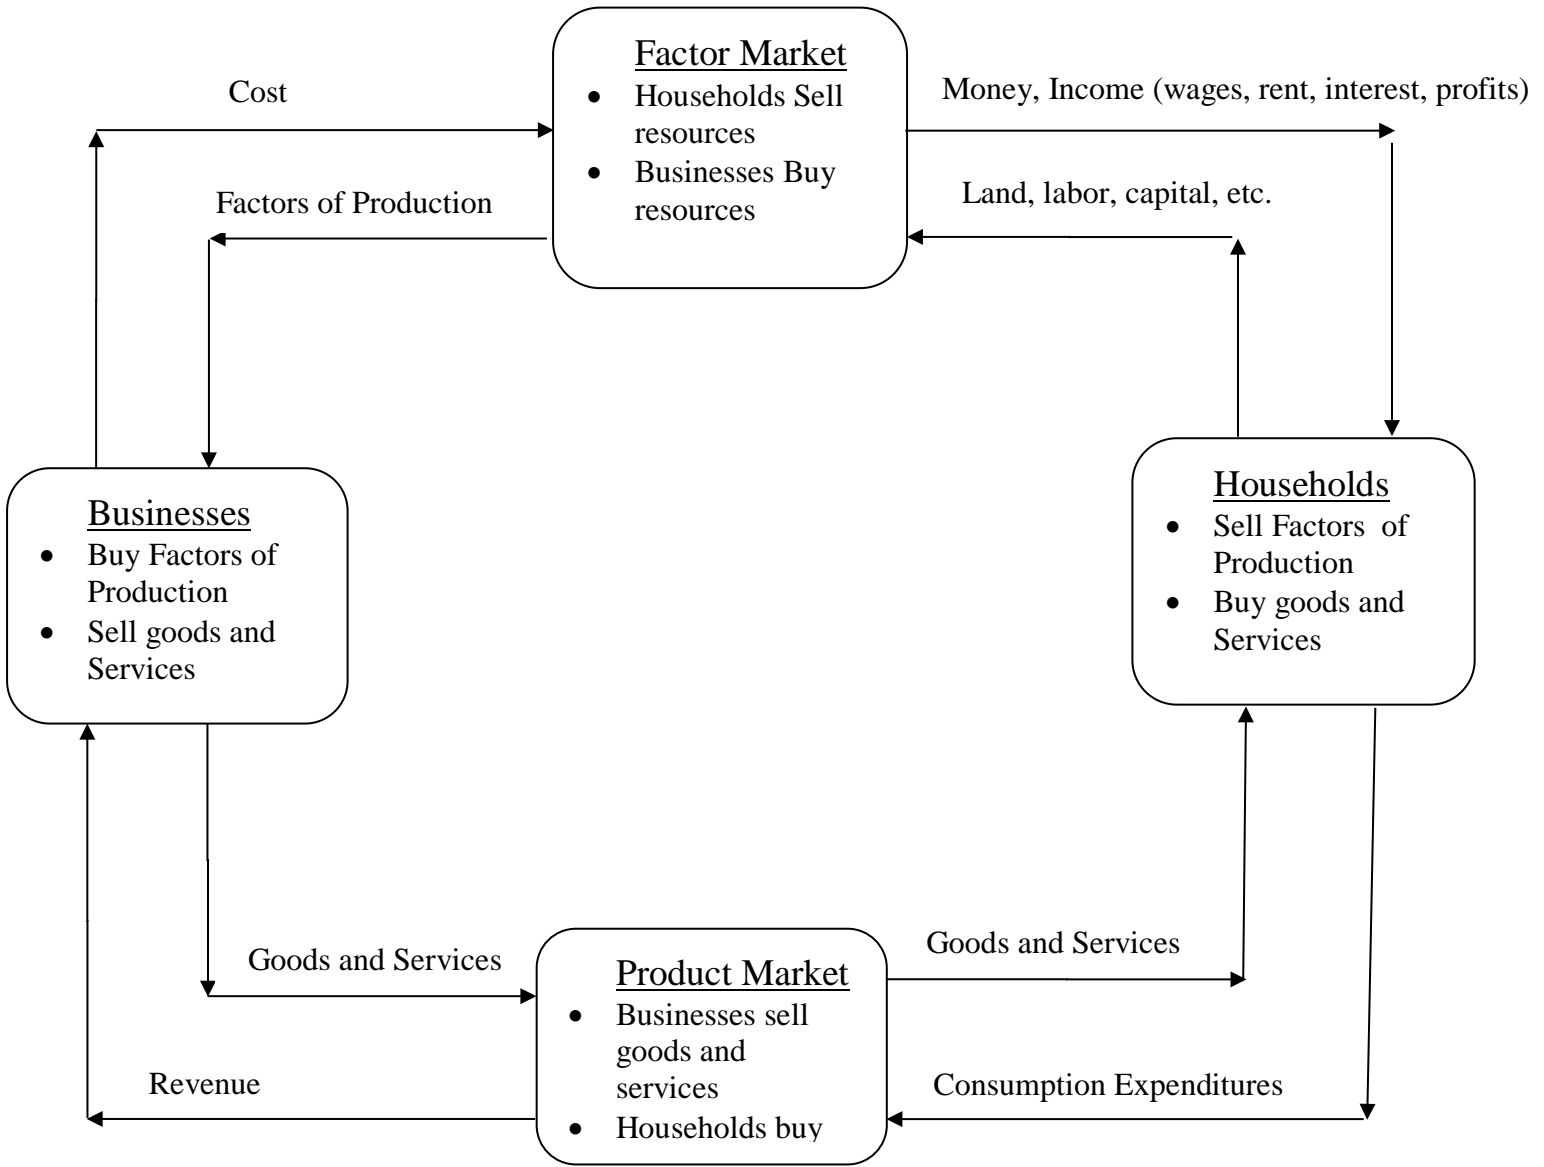 Factor Market
• Households Sell
resources
• Businesses Buy
resources
Cost
Money, Income (wages, rent, interest, profits)
Factors of Production
Land, labor, capital, etc.
Businesses
• Buy Factors of
Production
• Sell goods and
Services
Households
• Sell Factors  of
Production
• Buy goods and
Services
Goods and Services
Goods and Services
Product Market
• Businesses sell
goods and
services
• Households buy
Revenue
Consumption Expenditures